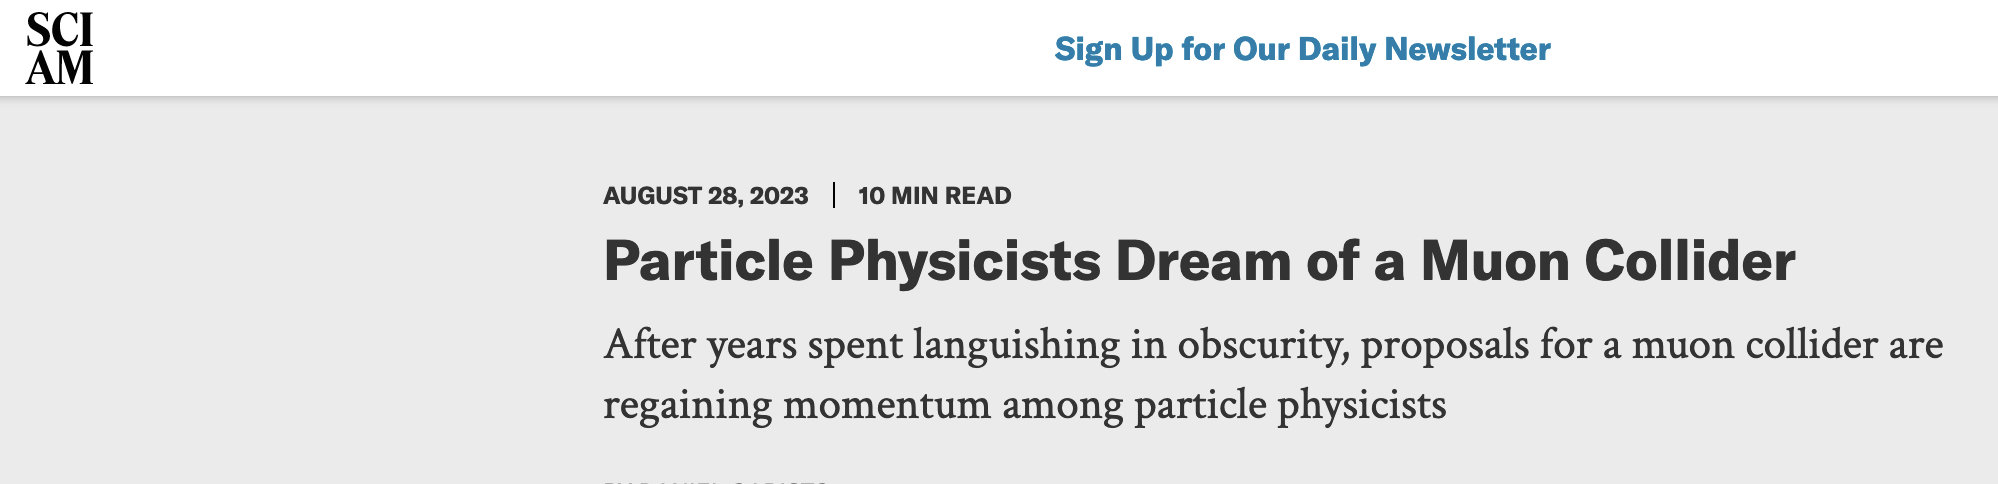 SCI
AM
Sign Up for Our Daily Newsletter
AUGUST 28, 2023 | 10 MIN READ
Particle Physicists Dream of a Muon Collider
After years spent languishing in obscurity, proposals for a muon collider are
regaining momentum among particle physicists